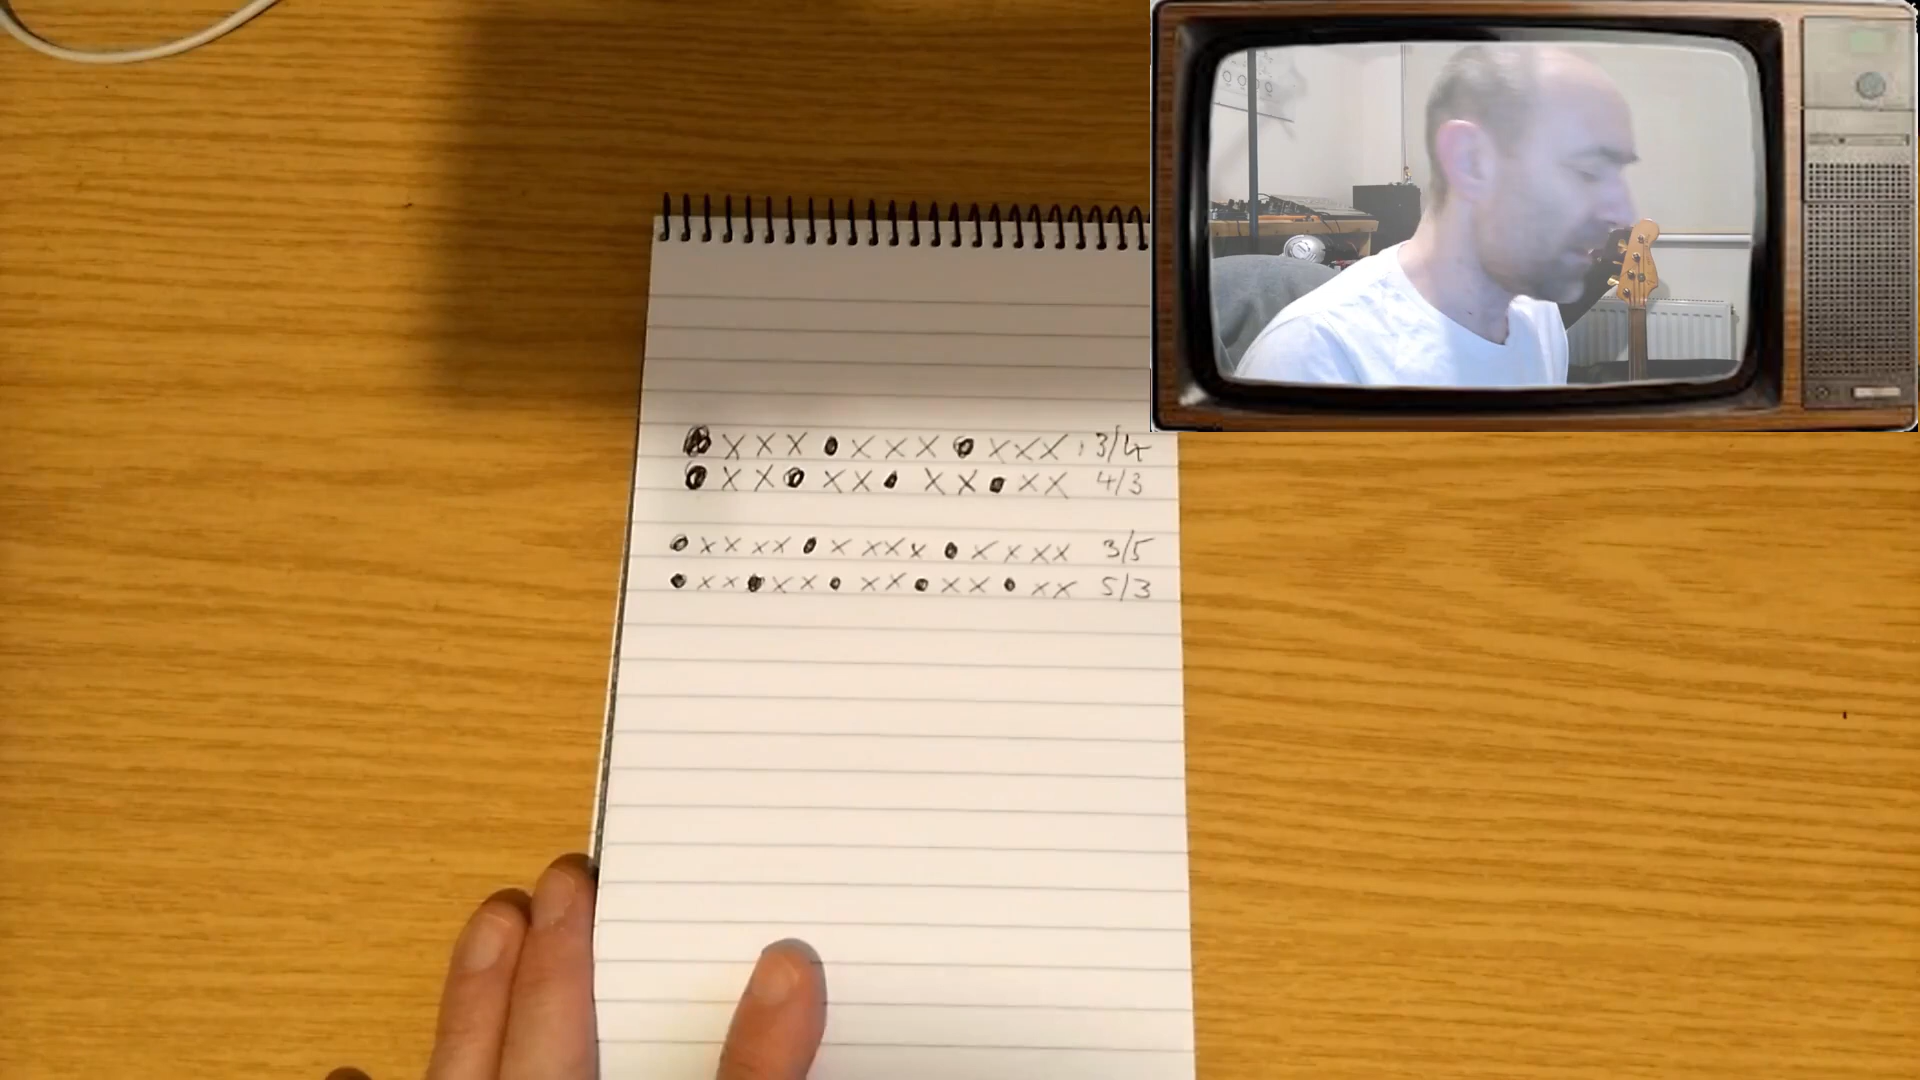 ● X X X ● X X X ● X X X 3/4
● X X ● X X ● X X ● X X 4/3
● x x x x ● x x x x ● x x x x 3/5
● x x ● x x ● x x ● x x ● x x 5/3